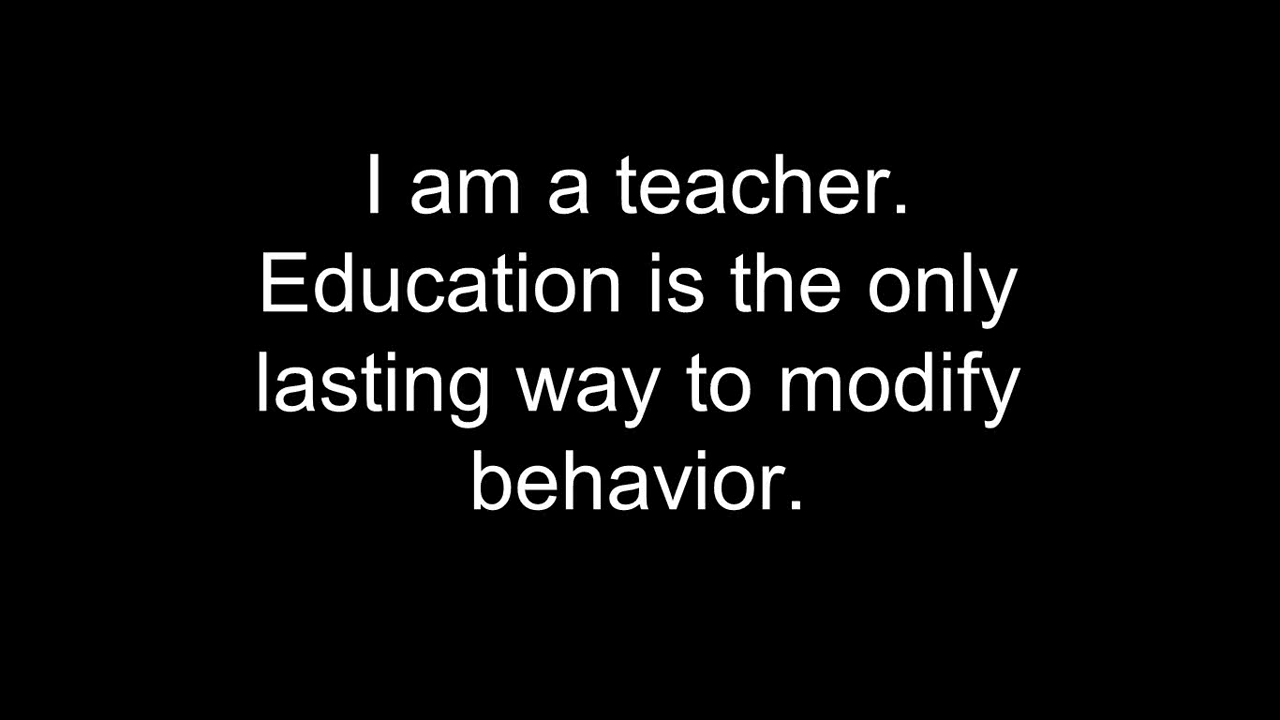 I am a teacher.
Education is the only
lasting way to modify
behavior.